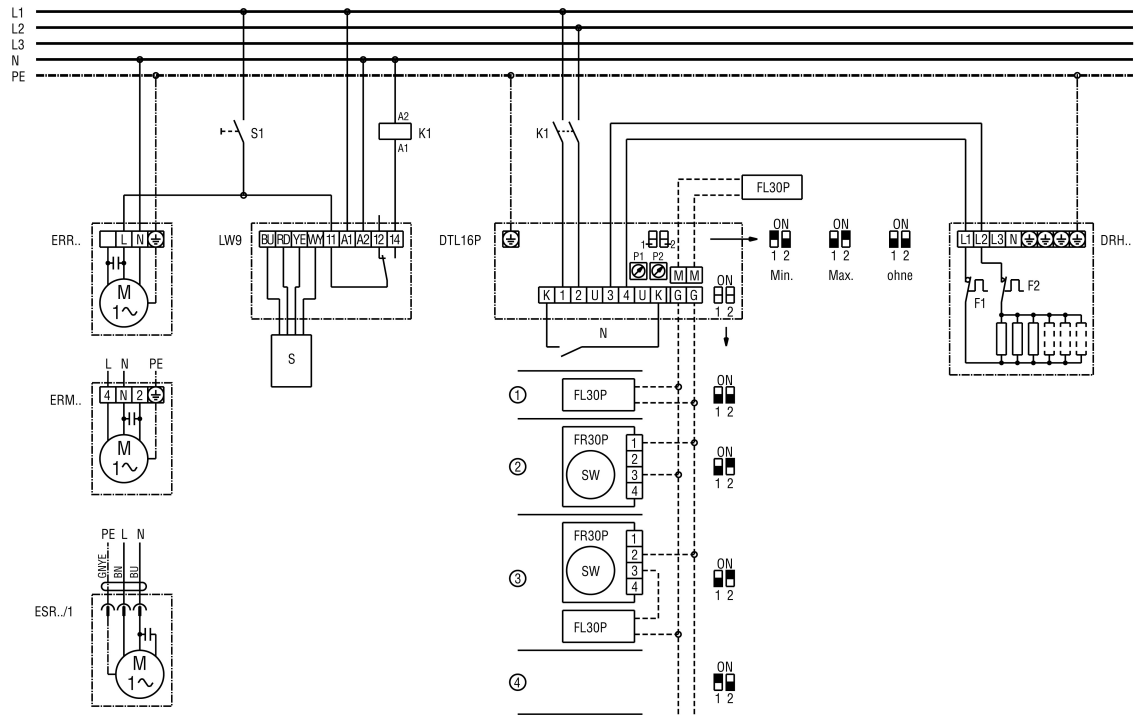 L1
L2
L3
N
PE
S1
A2
K1
A1
K1
FL30P
ERR..
L N
M
1~
LW9
BU RD YE WY 11 A1 A2 12 14
S
DTL16P
1 2
P1 P2
M M
K 1 2 U 3 4 U K G G
N
ON
1 2
ON
1 2
Min.
ON
1 2
Max.
ON
1 2
ohne
L1 L2 L3 N
DRH..
F1
F2
L N PE
ERM..
4 N 2
M
1~
① FL30P
ON
1 2
② FR30P
SW
1
2
3
4
ON
1 2
PE L N
GNYE
BN
BU
ESR../1
M
1~
③ FR30P
SW
1
2
3
4
FL30P
ON
1 2
④
ON
1 2